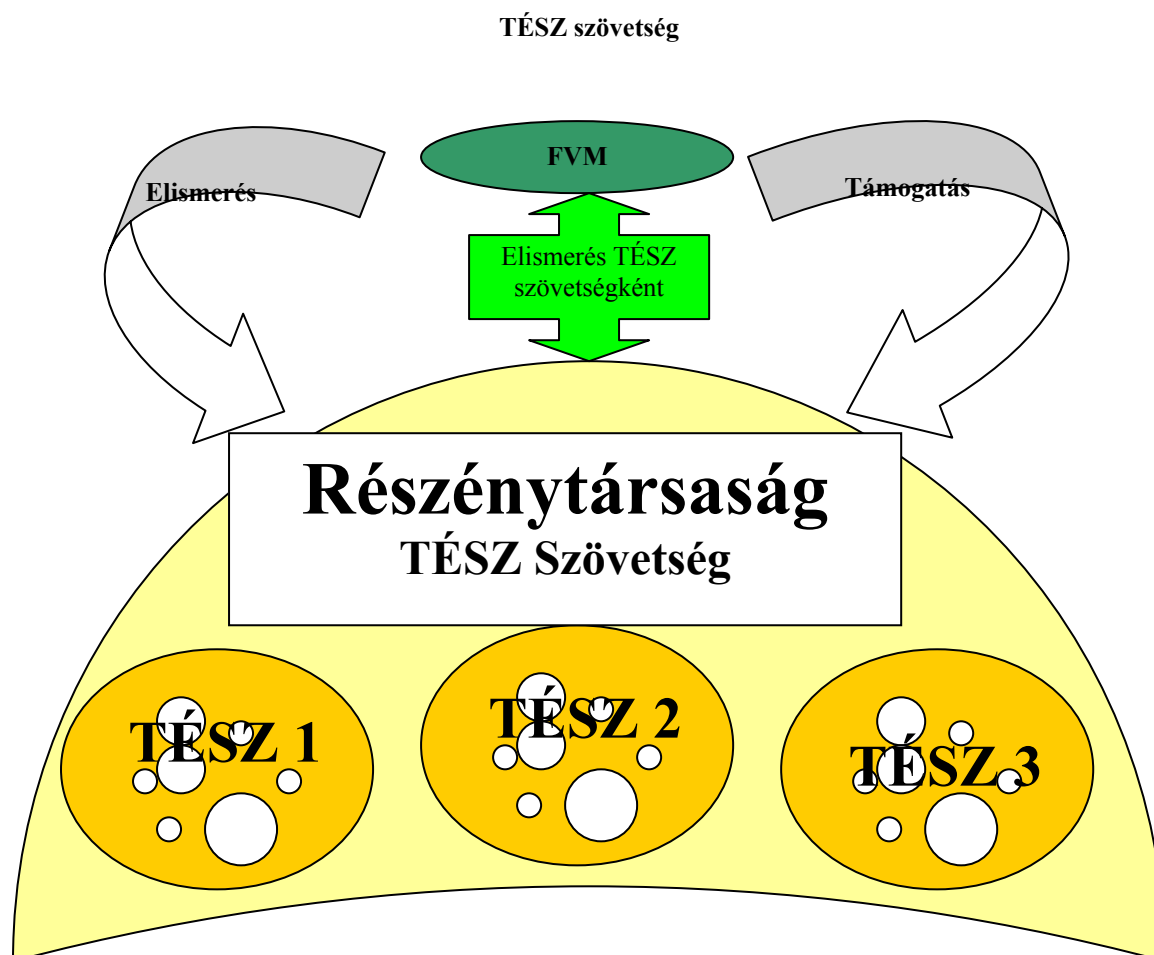 TÉSZ szövetség
FVM
Elismerés
Támogatás
Elismerés TÉSZ
szövetségként
Részénytársaság
TÉSZ Szövetség
TÉSZ 1
TÉSZ 2
TÉSZ 3